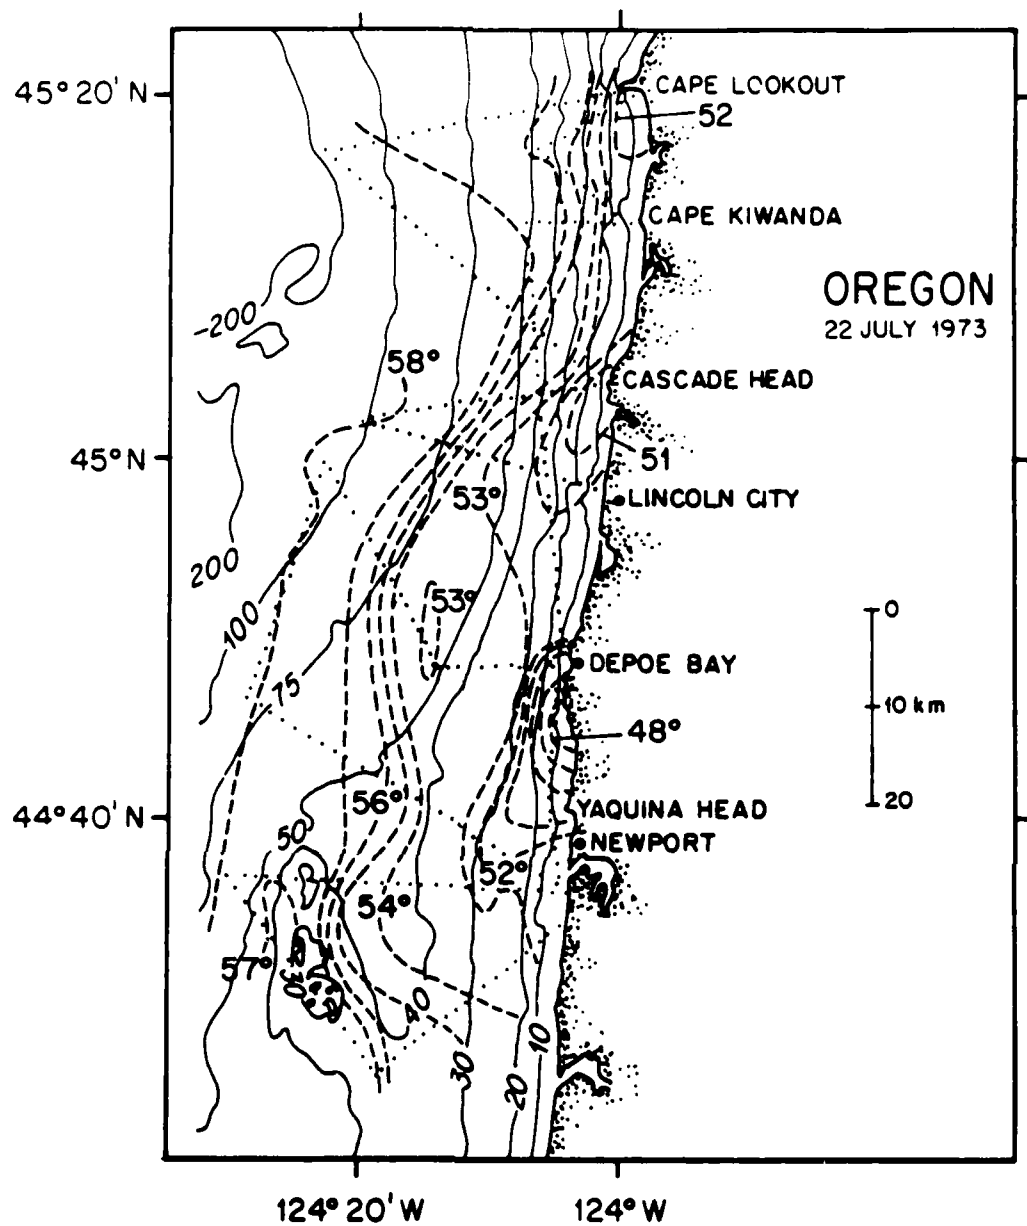 45°20'N
CAPE LOOKOUT
52
CAPE KIWANDA
OREGON
22 JULY 1973
-200
58°
CASCADE HEAD
45°N
51
53°
LINCOLN CITY
200
53°
100
0
DEPOE BAY
75
10 km
48°
56°
YAQUINA HEAD
20
44°40'N
50
NEWPORT
52°
54°
57°
30
40
10
30
20
124°20'W
124°W